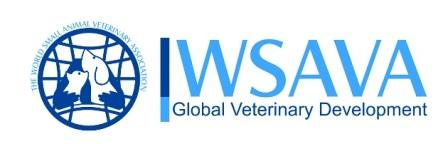 THE WORLD SMALL ANIMAL VETERINARY ASSOCIATION
WSAVA
Global Veterinary Development